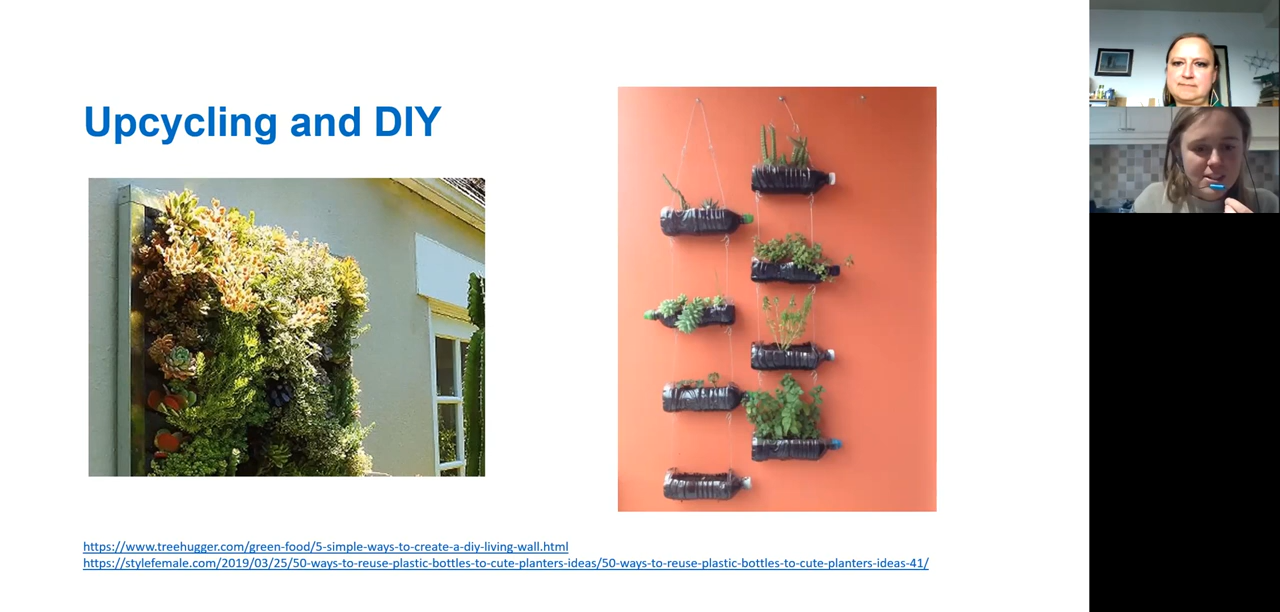 Upcycling and DIY
https://www.treehugger.com/green-food/5-simple-ways-to-create-a-diy-living-wall.html
https://stylefemale.com/2019/03/25/50-ways-to-reuse-plastic-bottles-to-cute-planters-ideas/50-ways-to-reuse-plastic-bottles-to-cute-planters-ideas-41/